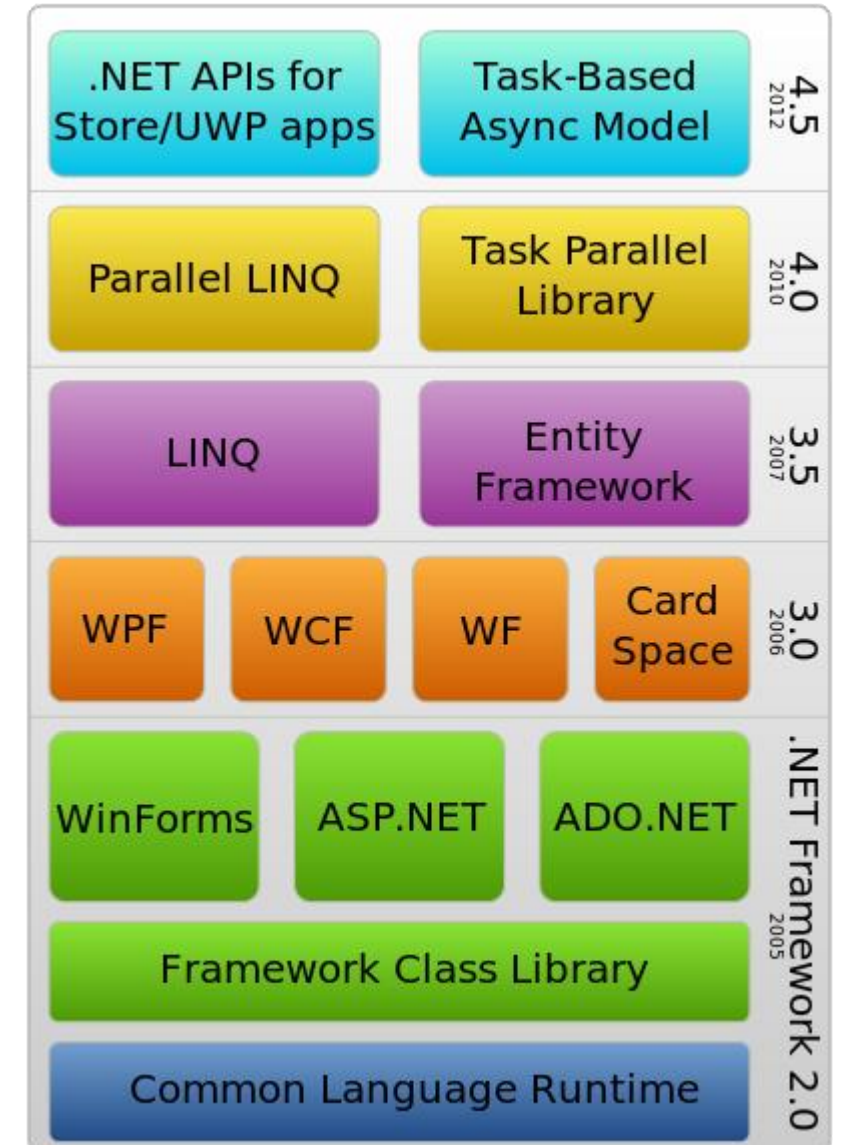 .NET APIs for
Store/UWP apps
Task-Based
Async Model
4.5
2012
Parallel LINQ
Task Parallel
Library
4.0
2010
LINQ
Entity
Framework
3.5
2007
WPF
WCF
WF
Card
Space
3.0
2006
WinForms
ASP.NET
ADO.NET
Framework Class Library
Common Language Runtime
.NET Framework 2.0
2005